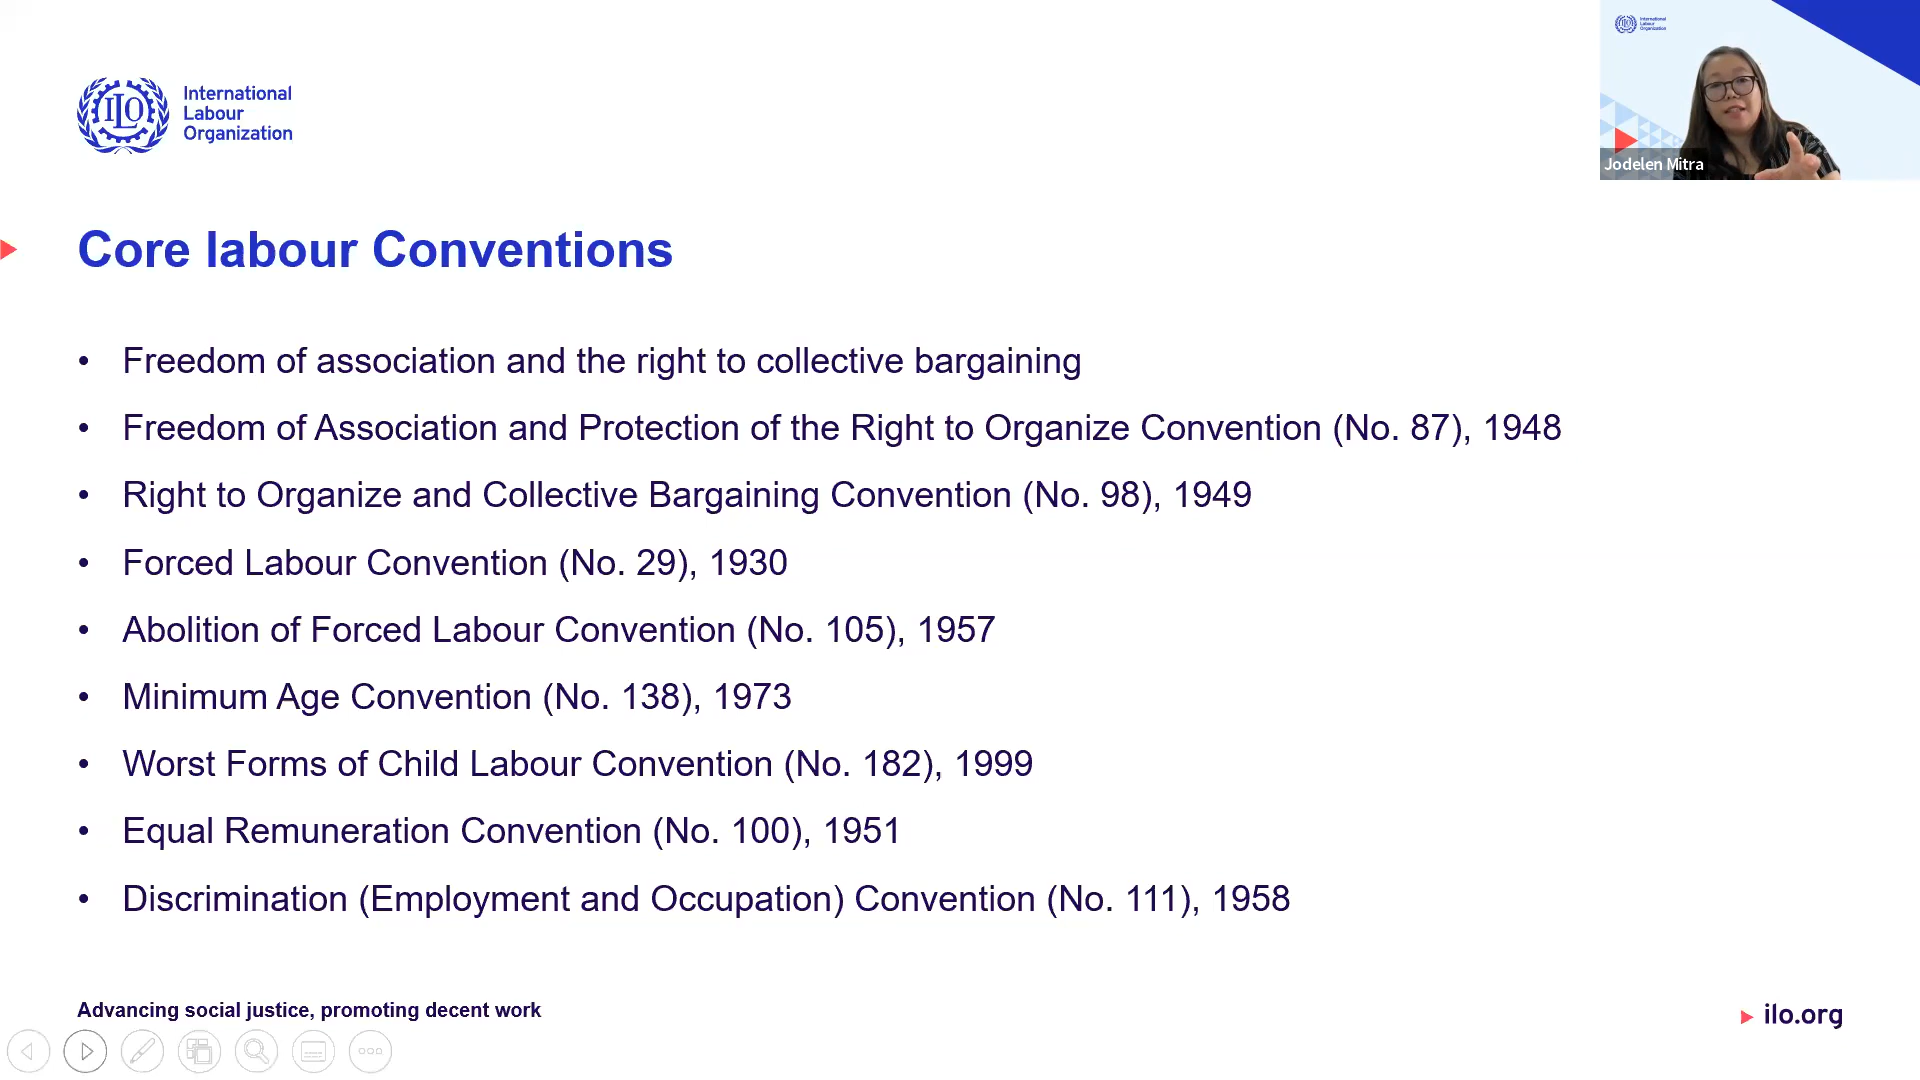 ILO
International
Labour
Organization
International
Labour
Organization
Jodelen Mitra
Core labour Conventions
• Freedom of association and the right to collective bargaining
• Freedom of Association and Protection of the Right to Organize Convention (No. 87), 1948
• Right to Organize and Collective Bargaining Convention (No. 98), 1949
• Forced Labour Convention (No. 29), 1930
• Abolition of Forced Labour Convention (No. 105), 1957
• Minimum Age Convention (No. 138), 1973
• Worst Forms of Child Labour Convention (No. 182), 1999
• Equal Remuneration Convention (No. 100), 1951
• Discrimination (Employment and Occupation) Convention (No. 111), 1958
Advancing social justice, promoting decent work
ilo.org